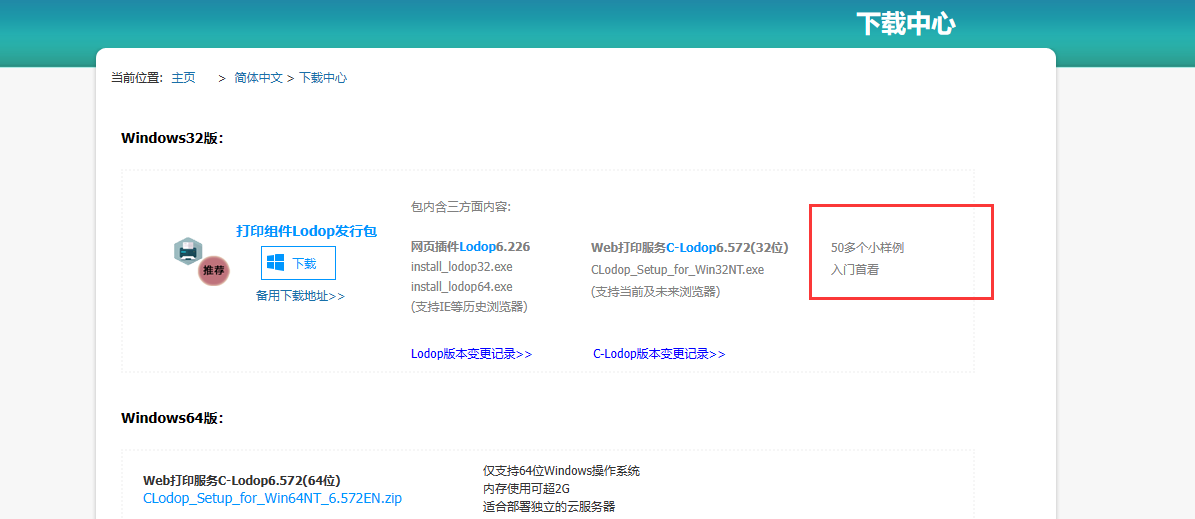 下载中心
当前位置: 主页 > 简体中文 > 下载中心
Windows32版：
打印组件Lodop发行包
下载
推荐
备用下载地址>>
包内含三方面内容:
网页插件Lodop6.226
install_lodop32.exe
install_lodop64.exe
(支持IE等历史浏览器)
Lodop版本变更记录>>
Web打印服务C-Lodop6.572(32位)
CLodop_Setup_for_Win32NT.exe
(支持当前及未来浏览器)
C-Lodop版本变更记录>>
50多个小样例
入门首看
Windows64版：
Web打印服务C-Lodop6.572(64位)
CLodop_Setup_for_Win64NT_6.572EN.zip
仅支持64位Windows操作系统
内存使用可超2G
适合部署独立的云服务器